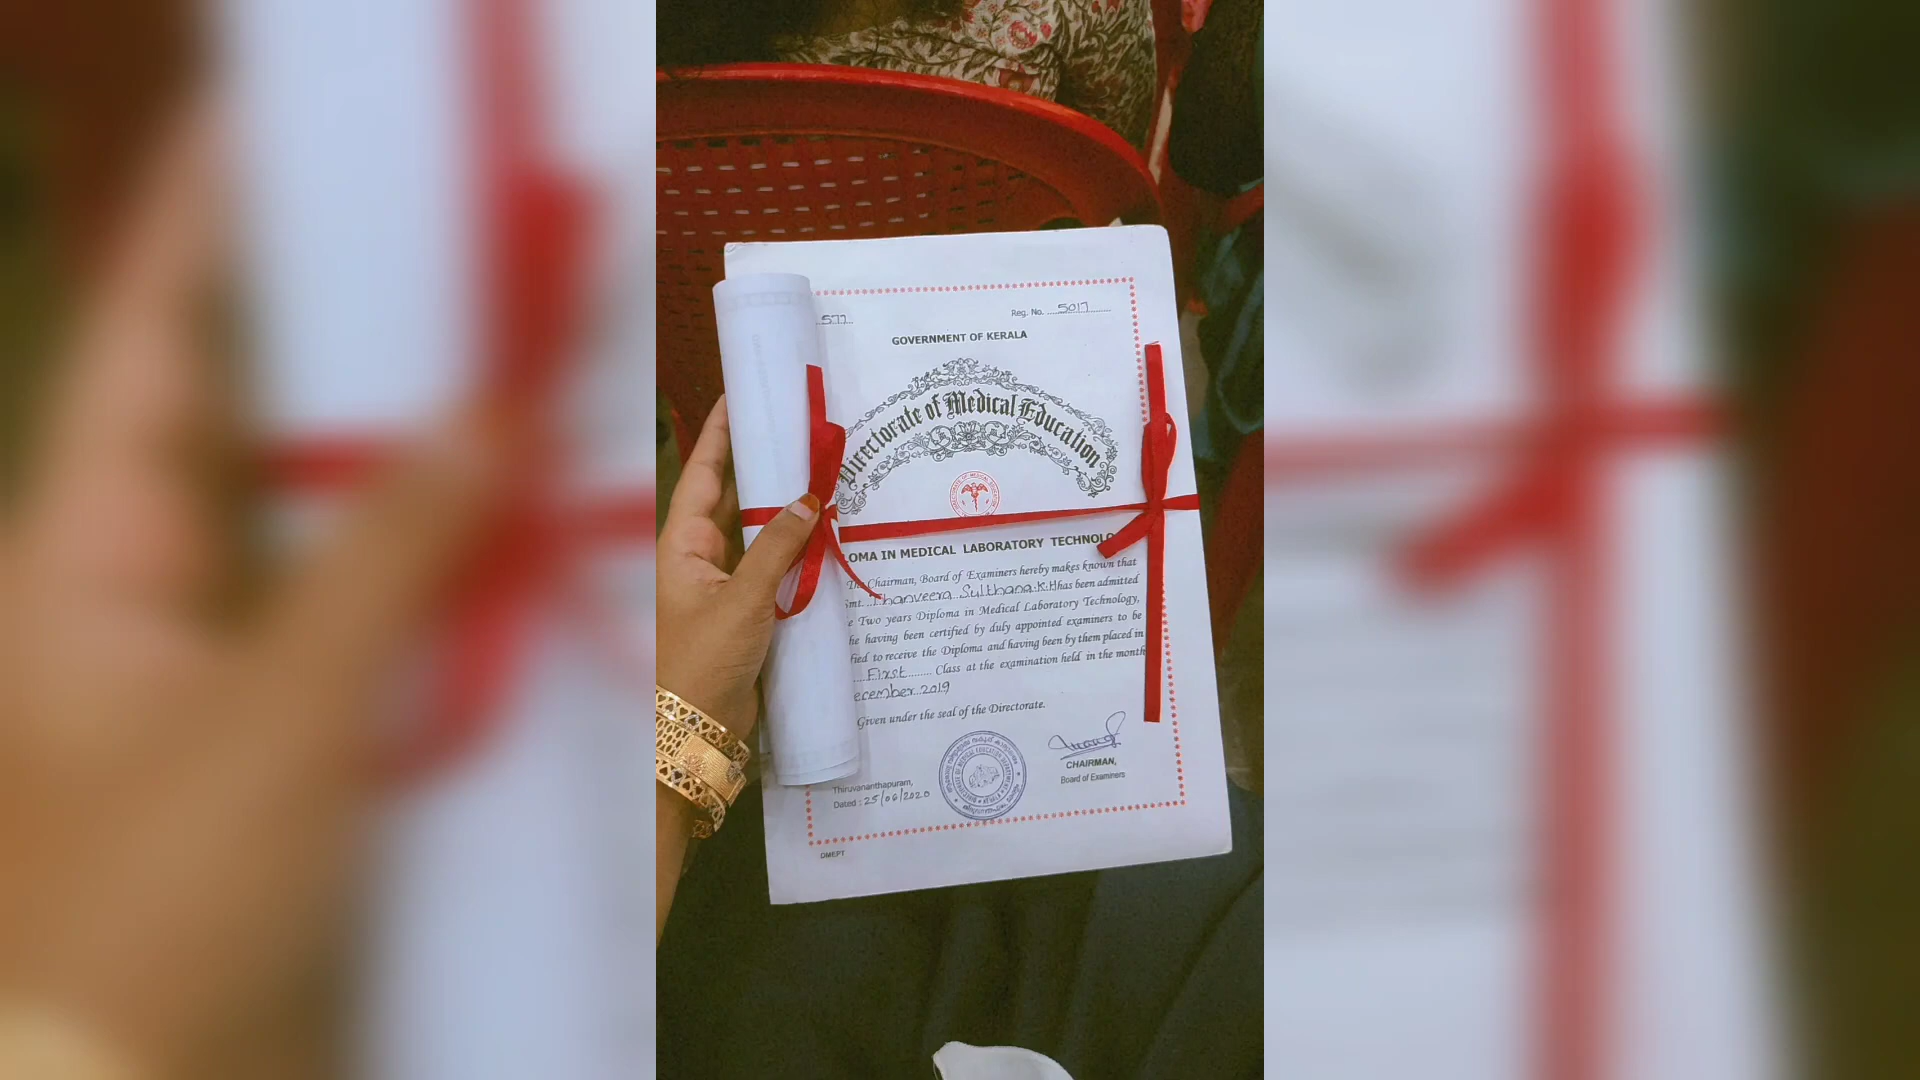 577
Reg. No. 5017
GOVERNMENT OF KERALA
Directorate of Medical Education
LOMA IN MEDICAL LABORATORY TECHNOLO
The Chairman, Board of Examiners hereby makes known that
Smt. Thanveera Sulthana.K.H has been admitted
e Two years Diploma in Medical Laboratory Technology,
he having been certified by duly appointed examiners to be
fied to receive the Diploma and having been by them placed in
First Class at the examination held in the month
ecember 2019
Given under the seal of the Directorate.
CHAIRMAN,
Board of Examiners
Thiruvananthapuram,
Dated : 25/06/2020
DMEPT